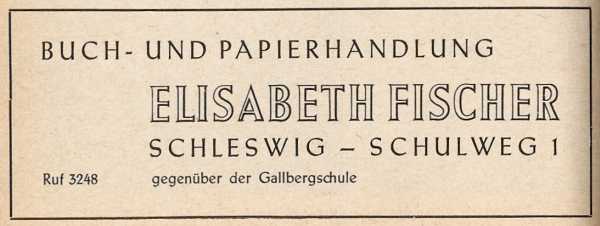 BUCH- UND PAPIERHANDLUNG
ELISABETH FISCHER
SCHLESWIG – SCHULWEG 1
Ruf 3248 gegenüber der Gallbergschule